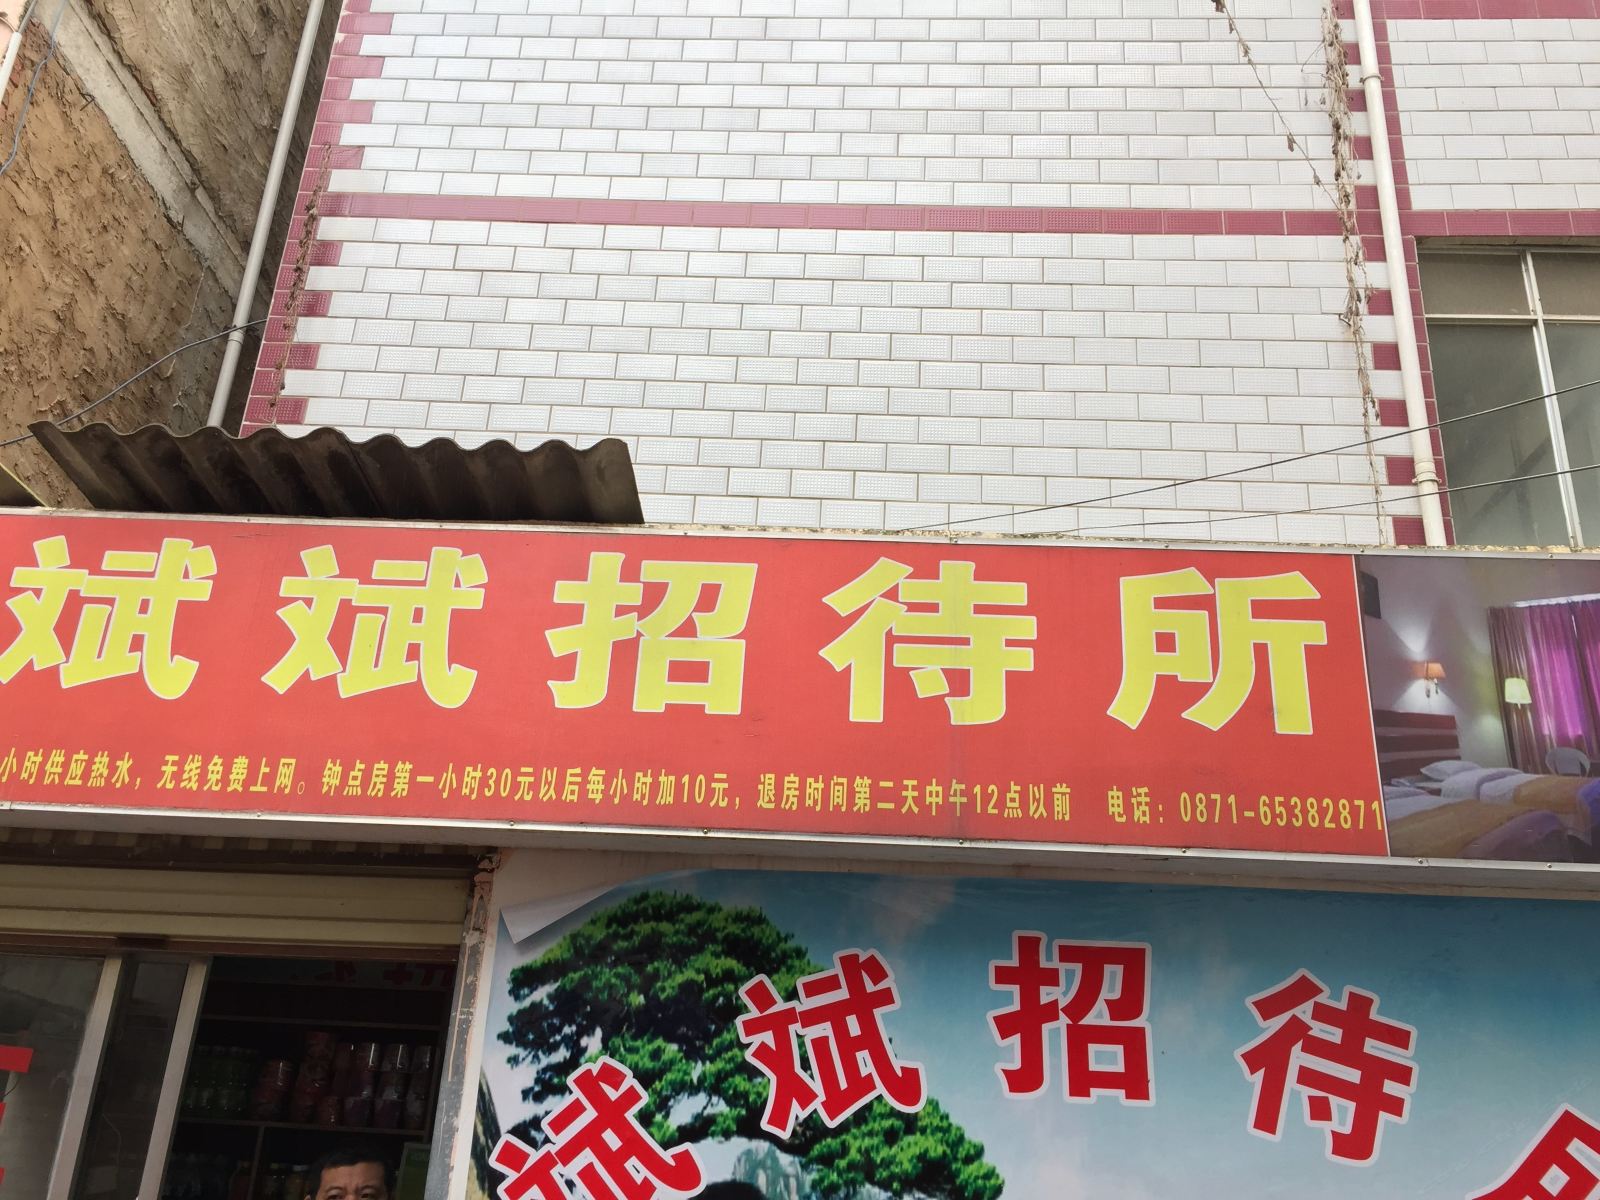 斌斌招待所
小时供应热水，无线免费上网。钟点房第一小时30元以后每小时加10元，退房时间第二天中午12点以前 电话：0871-65382871
斌斌招待所